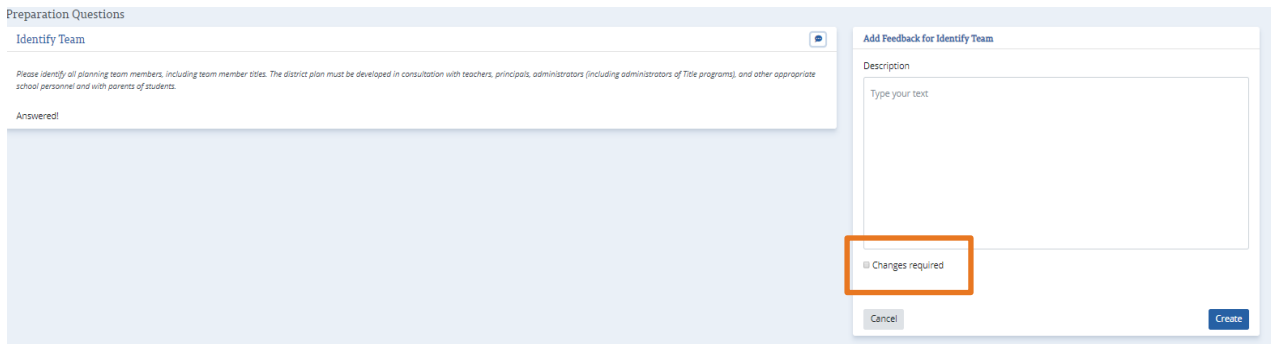 Preparation Questions
Identify Team
Please identify all planning team members, including team member titles. The district plan must be developed in consultation with teachers, principals, administrators (including administrators of Title programs), and other appropriate
school personnel and with parents of students.
Answered!
Add Feedback for Identify Team
Description
Type your text
Changes required
Cancel
Create